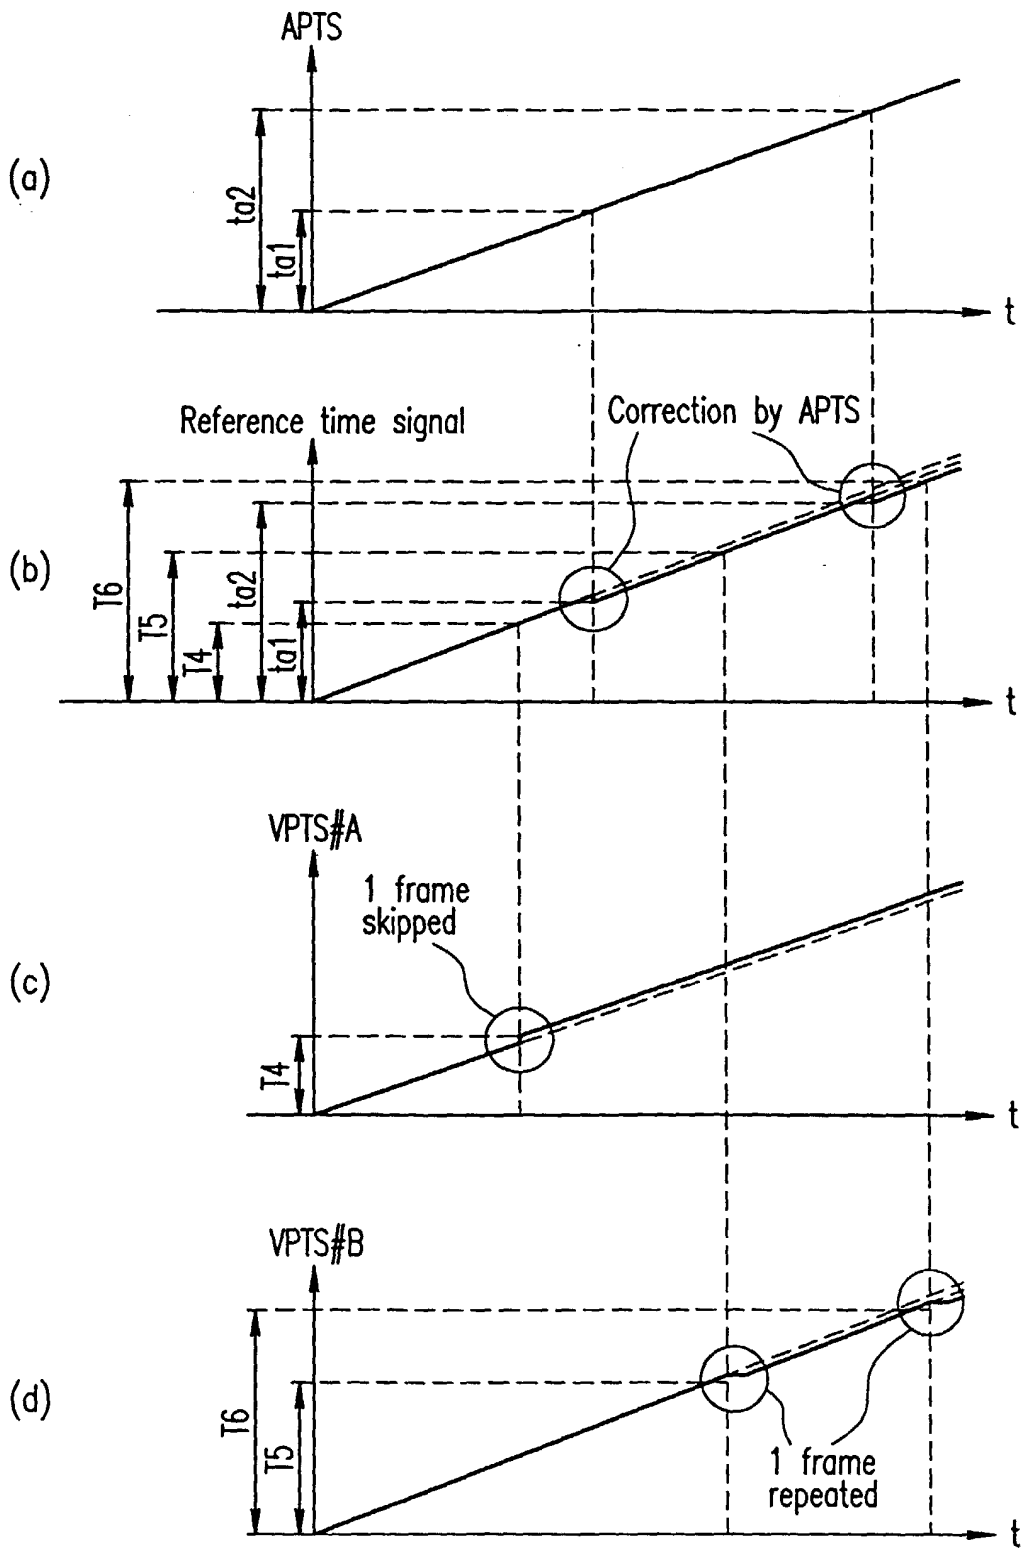 APTS
(a)
ta2
ta1
t
Reference time signal
Correction by APTS
(b)
T6
T5
T4
ta2
ta1
t
VPTS#A
1 frame
skipped
(c)
T4
t
VPTS#B
(d)
T6
T5
1 frame
repeated
t